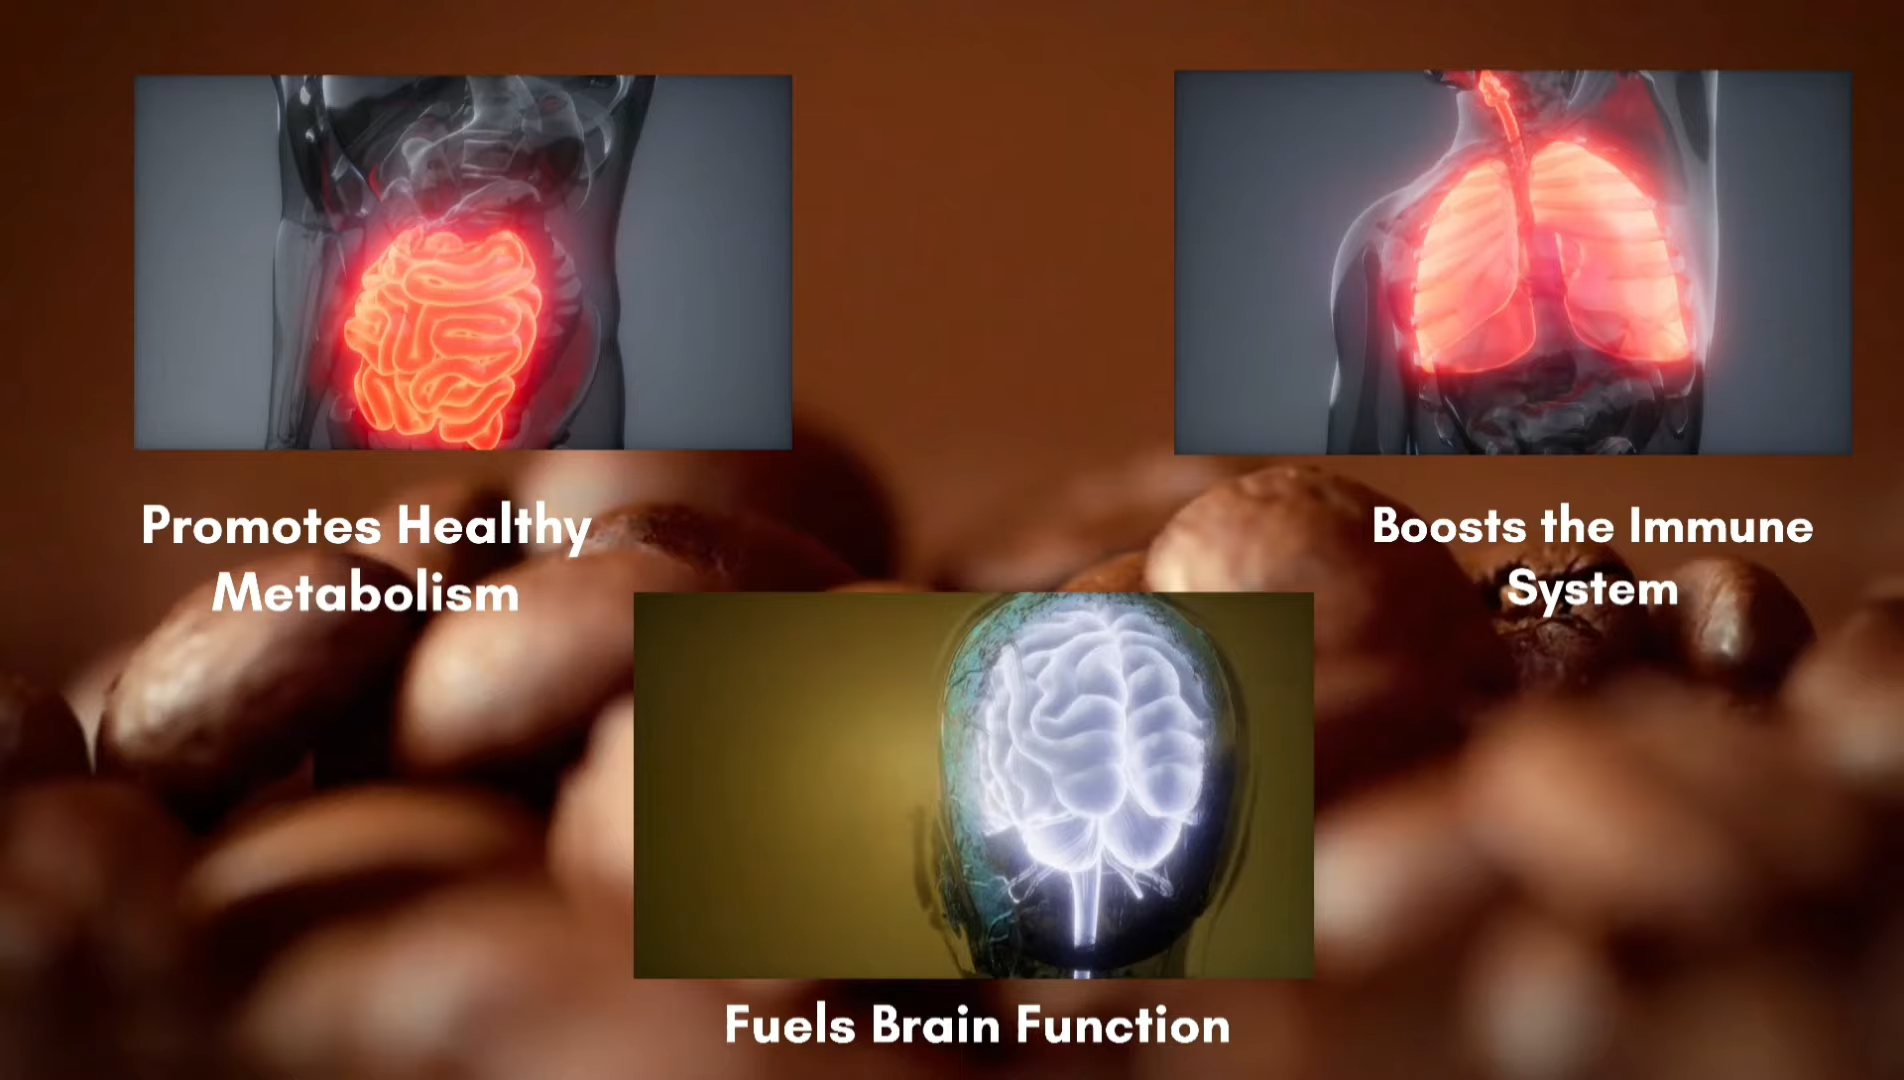 Promotes Healthy
Metabolism
Boosts the Immune
System
Fuels Brain Function